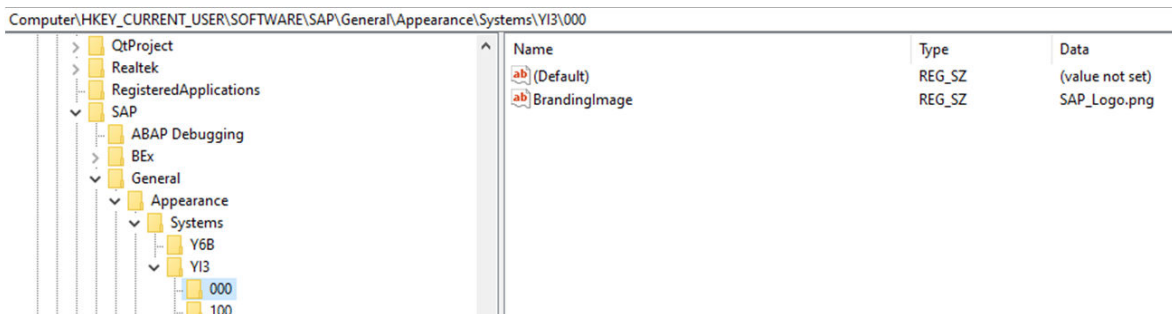 Computer\HKEY_CURRENT_USER\SOFTWARE\SAP\General\Appearance\Systems\YI3\000
QtProject
Realtek
RegisteredApplications
SAP
ABAP Debugging
BEx
General
Appearance
Systems
Y6B
YI3
000
100
Name Type Data
(Default) REG_SZ (value not set)
BrandingImage REG_SZ SAP_Logo.png